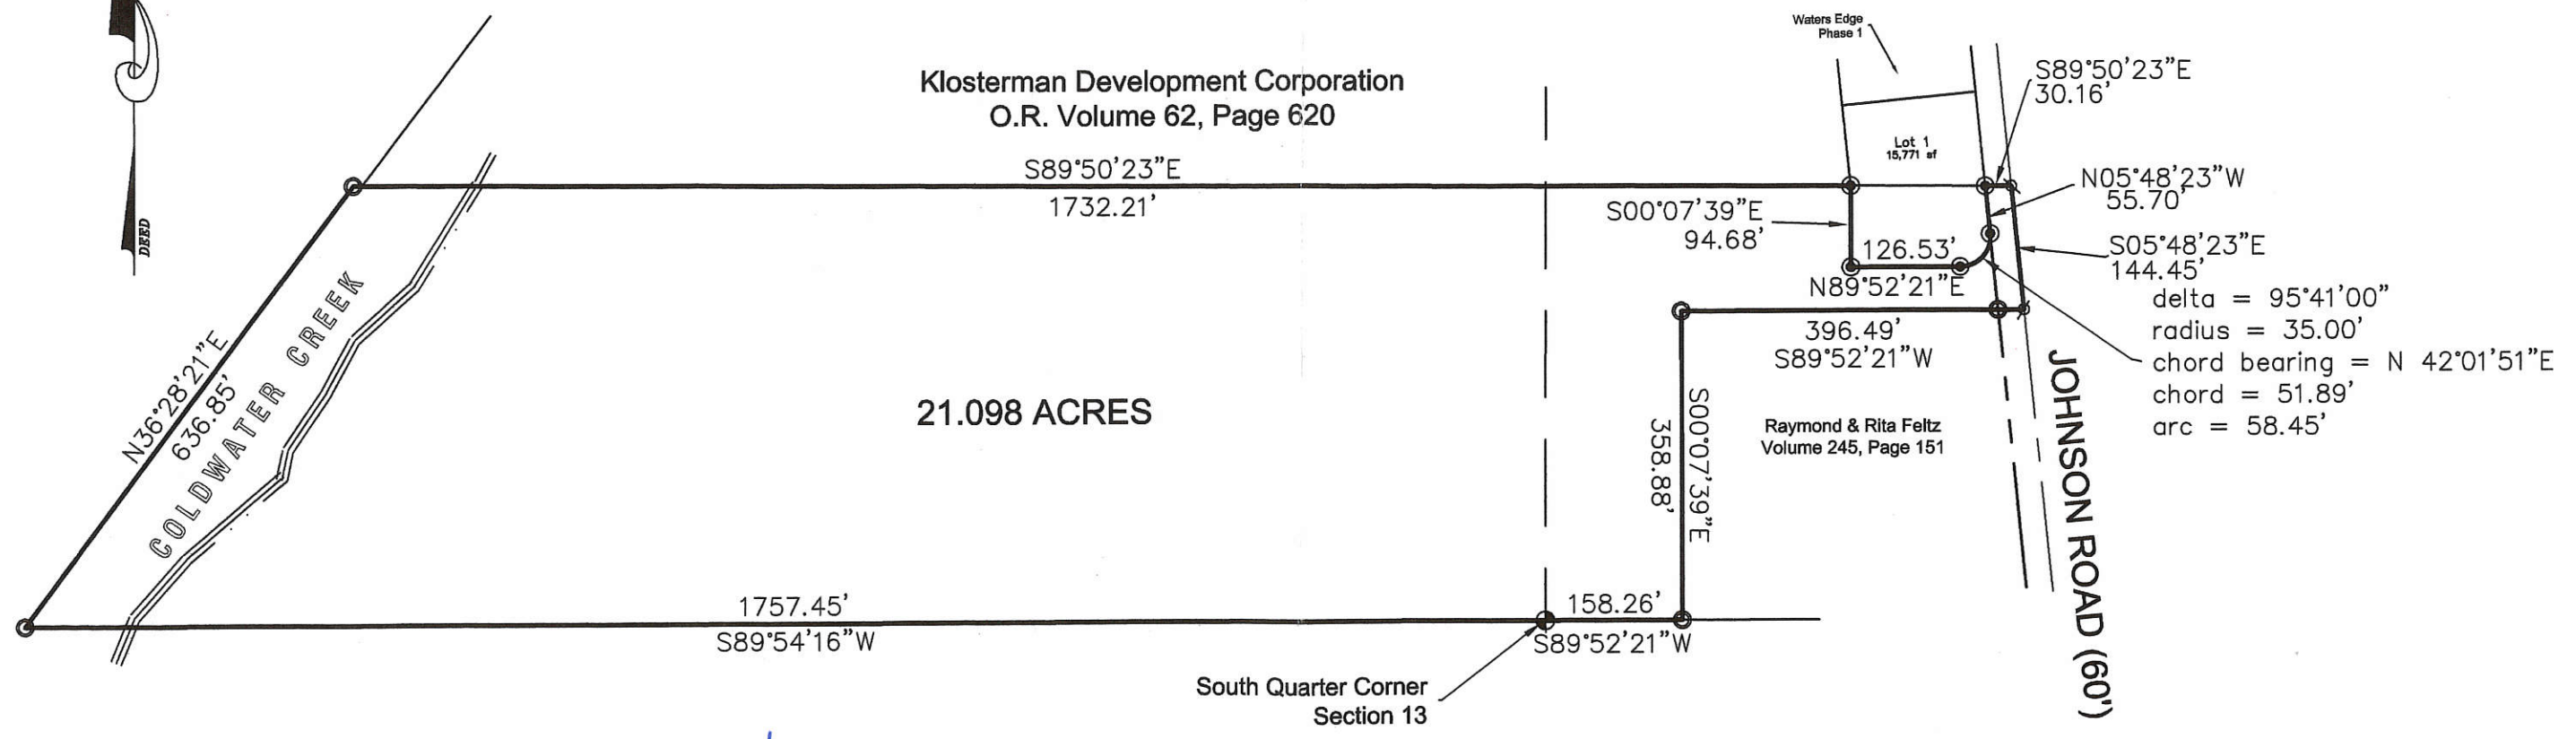 DEED
Waters Edge
Phase 1
Klosterman Development Corporation
O.R. Volume 62, Page 620
S89°50'23"E
30.16'
Lot 1
15,771 sf
S89°50'23"E
1732.21'
N05°48'23"W
55.70'
S00°07'39"E
94.68'
126.53'
N89°52'21"E
S05°48'23"E
144.45'
delta = 95°41'00"
radius = 35.00'
chord bearing = N 42°01'51"E
chord = 51.89'
arc = 58.45'
396.49'
S89°52'21"W
N36°28'21"E
636.85'
COLDWATER CREEK
21.098 ACRES
S00°07'39"E
358.88'
Raymond & Rita Feltz
Volume 245, Page 151
JOHNSON ROAD (60')
1757.45'
S89°54'16"W
158.26'
S89°52'21"W
South Quarter Corner
Section 13